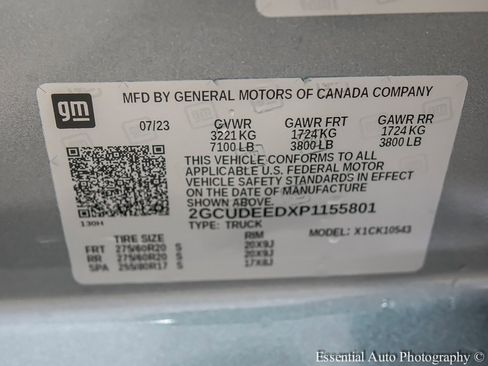 gm
MFD BY GENERAL MOTORS OF CANADA COMPANY
07/23 GVWR GAWR FRT GAWR RR
3221 KG 1724 KG 1724 KG
7100 LB 3800 LB 3800 LB
THIS VEHICLE CONFORMS TO ALL
APPLICABLE U.S. FEDERAL MOTOR
VEHICLE SAFETY STANDARDS IN EFFECT
ON THE DATE OF MANUFACTURE
SHOWN ABOVE.
130H
2GCUDEEDXP1155801
TYPE: TRUCK MODEL: X1CK10543
TIRE SIZE RIM
FRT 275/60R20 S 20X9J
RR 275/60R20 S 20X9J
SPA 255/80R17 S 17X8J
Essential Auto Photography ©